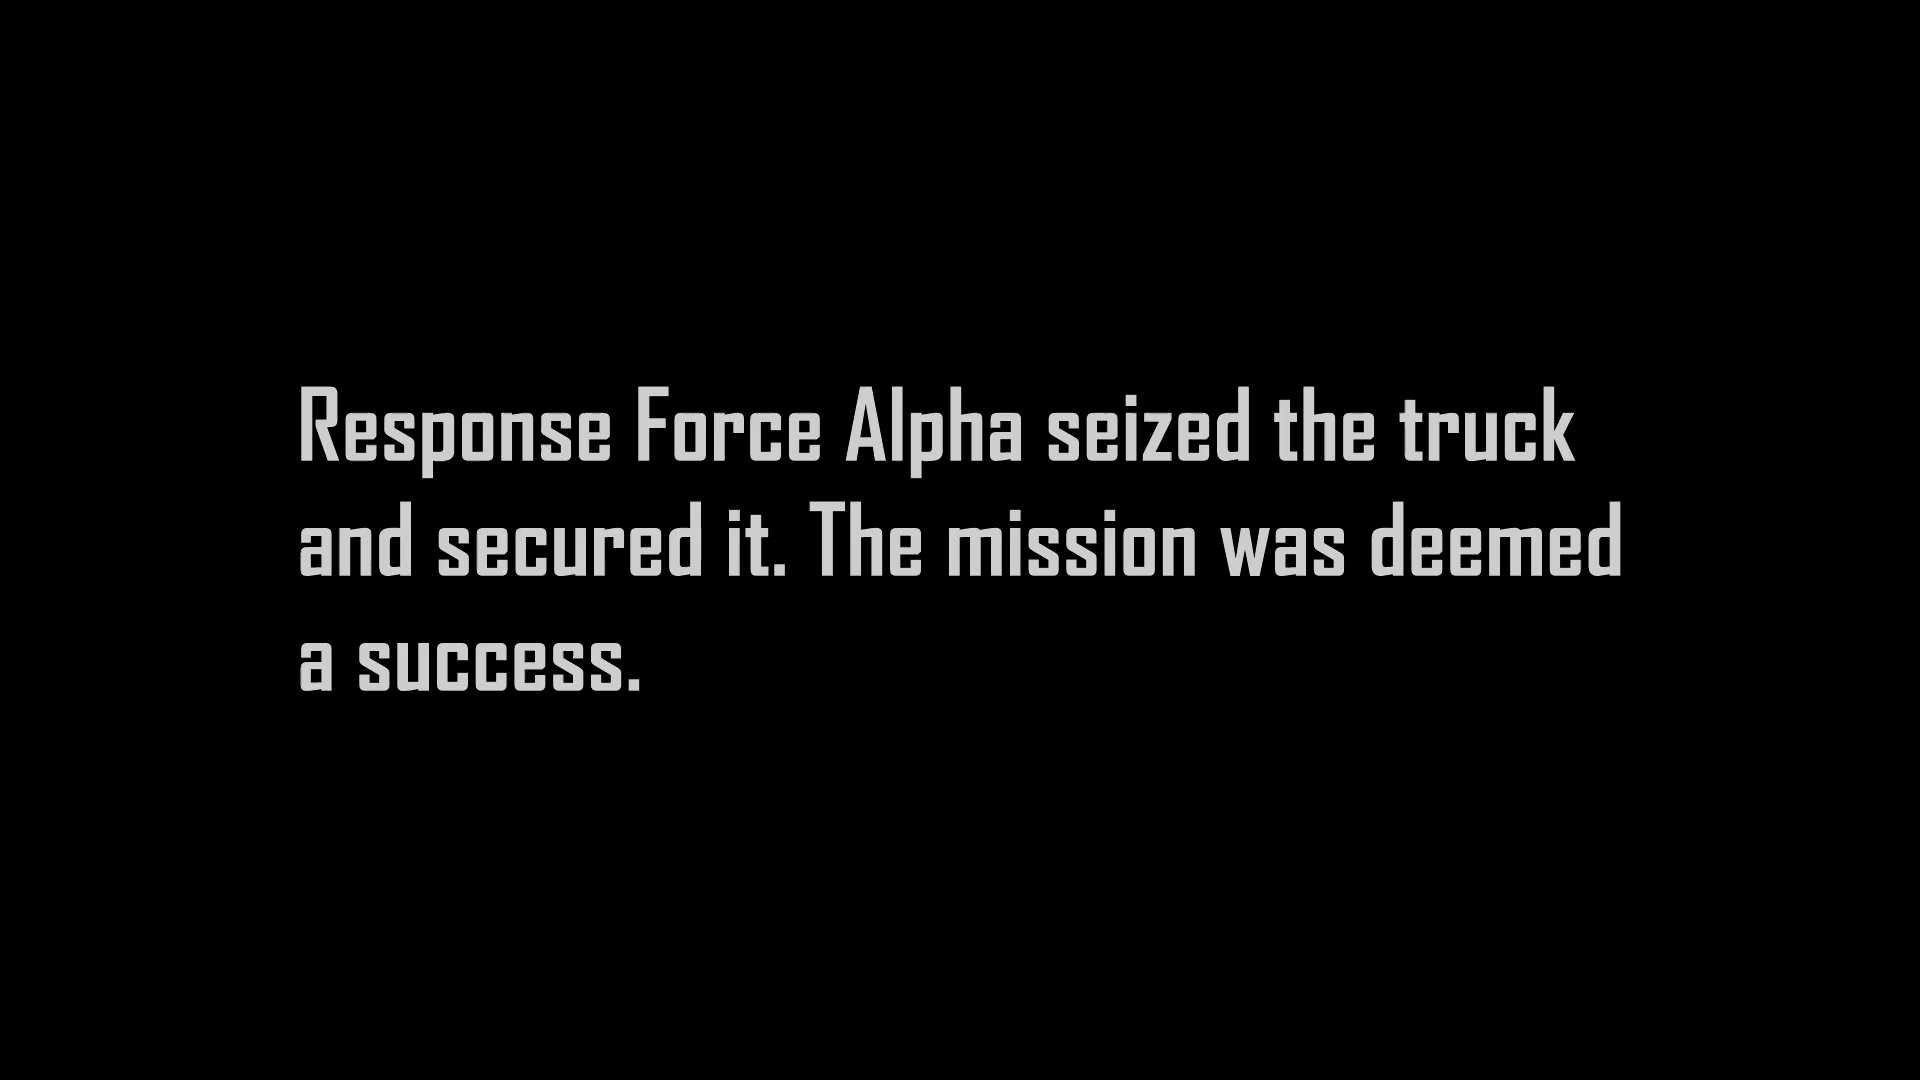 Response Force Alpha seized the truck
and secured it. The mission was deemed
a success.